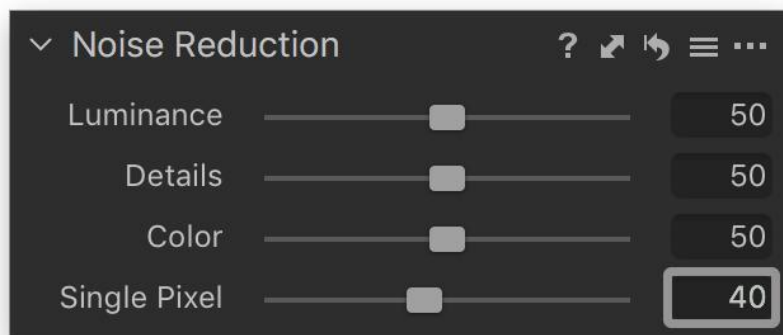 Noise Reduction ? ...
Luminance 50
Details 50
Color 50
Single Pixel 40